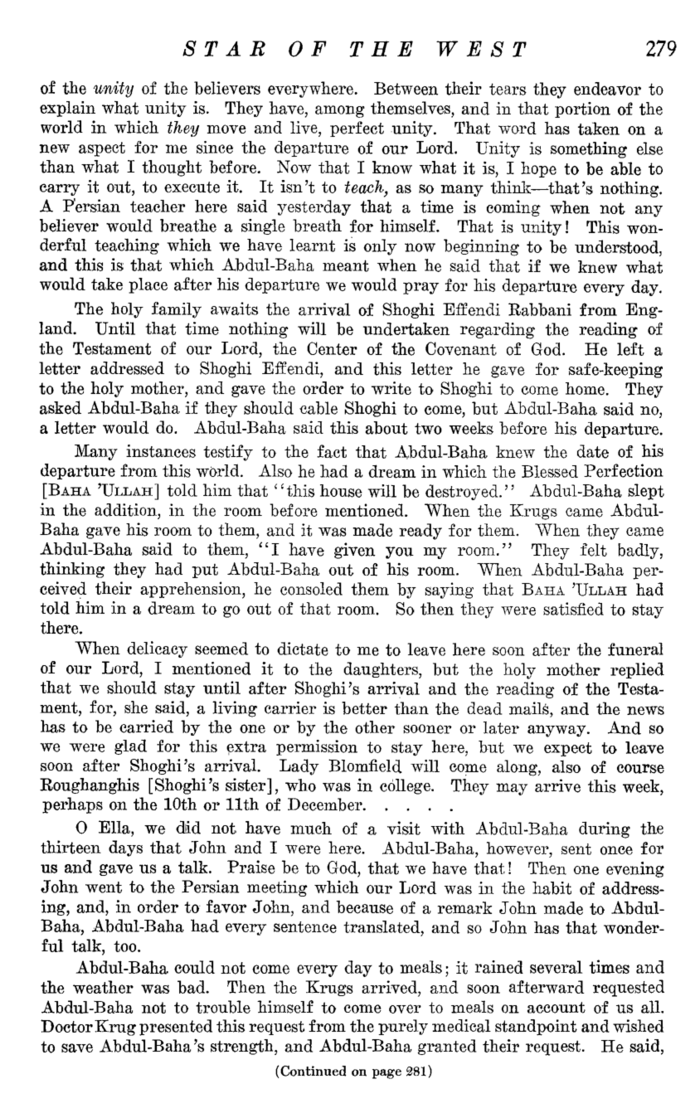 STAR OF THE WEST 279
of the unity of the believers everywhere. Between their tears they endeavor to
explain what unity is. They have, among themselves, and in that portion of the
world in which they move and live, perfect unity. That word has taken on a
new aspect for me since the departure of our Lord. Unity is something else
than what I thought before. Now that I know what it is, I hope to be able to
carry it out, to execute it. It isn't to teach, as so many think—that's nothing.
A Persian teacher here said yesterday that a time is coming when not any
believer would breathe a single breath for himself. That is unity! This won-
derful teaching which we have learnt is only now beginning to be understood,
and this is that which Abdul-Baha meant when he said that if we knew what
would take place after his departure we would pray for his departure every day.
The holy family awaits the arrival of Shoghi Effendi Rabbani from Eng-
land. Until that time nothing will be undertaken regarding the reading of
the Testament of our Lord, the Center of the Covenant of God. He left a
letter addressed to Shoghi Effendi, and this letter he gave for safe-keeping
to the holy mother, and gave the order to write to Shoghi to come home. They
asked Abdul-Baha if they should cable Shoghi to come, but Abdul-Baha said no,
a letter would do. Abdul-Baha said this about two weeks before his departure.
Many instances testify to the fact that Abdul-Baha knew the date of his
departure from this world. Also he had a dream in which the Blessed Perfection
[BAHA 'ULLAH] told him that "this house will be destroyed." Abdul-Baha slept
in the addition, in the room before mentioned. When the Krugs came Abdul-
Baha gave his room to them, and it was made ready for them. When they came
Abdul-Baha said to them, "I have given you my room." They felt badly,
thinking they had put Abdul-Baha out of his room. When Abdul-Baha per-
ceived their apprehension, he consoled them by saying that BAHA 'ULLAH had
told him in a dream to go out of that room. So then they were satisfied to stay
there.
When delicacy seemed to dictate to me to leave here soon after the funeral
of our Lord, I mentioned it to the daughters, but the holy mother replied
that we should stay until after Shoghi's arrival and the reading of the Testa-
ment, for, she said, a living carrier is better than the dead mails, and the news
has to be carried by the one or by the other sooner or later anyway. And so
we were glad for this extra permission to stay here, but we expect to leave
soon after Shoghi's arrival. Lady Blomfield will come along, also of course
Roughanghis [Shoghi's sister], who was in college. They may arrive this week,
perhaps on the 10th or 11th of December. . . . .
O Ella, we did not have much of a visit with Abdul-Baha during the
thirteen days that John and I were here. Abdul-Baha, however, sent once for
us and gave us a talk. Praise be to God, that we have that! Then one evening
John went to the Persian meeting which our Lord was in the habit of address-
ing, and, in order to favor John, and because of a remark John made to Abdul-
Baha, Abdul-Baha had every sentence translated, and so John has that wonder-
ful talk, too.
Abdul-Baha could not come every day to meals; it rained several times and
the weather was bad. Then the Krugs arrived, and soon afterward requested
Abdul-Baha not to trouble himself to come over to meals on account of us all.
Doctor Krug presented this request from the purely medical standpoint and wished
to save Abdul-Baha's strength, and Abdul-Baha granted their request. He said,
(Continued on page 281)